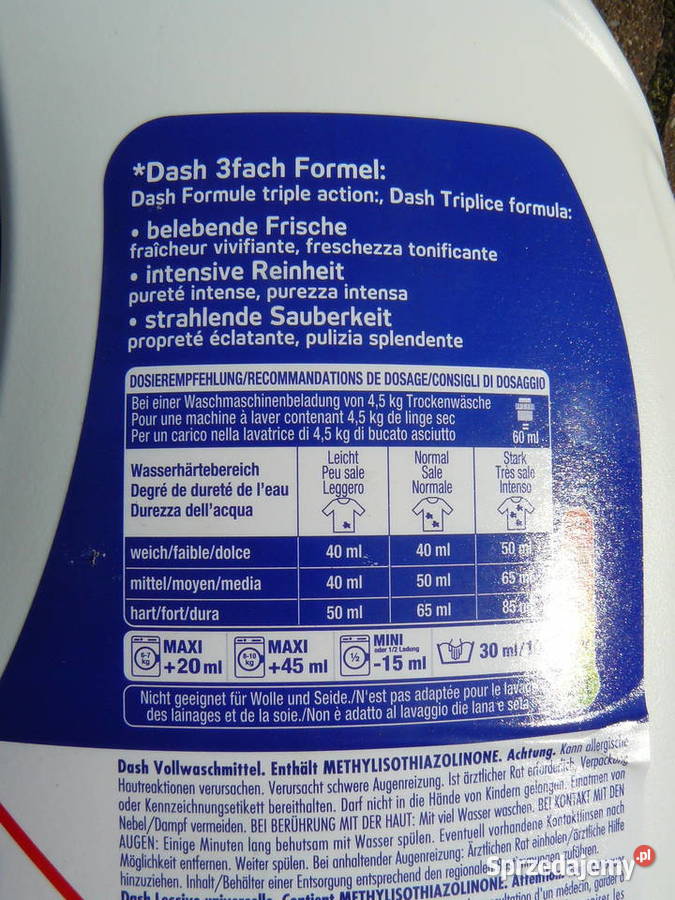 *Dash 3fach Formel:
Dash Formule triple action:, Dash Triplice formula:
• belebende Frische
fraîcheur vivifiante, freschezza tonificante
• intensive Reinheit
pureté intense, purezza intensa
• strahlende Sauberkeit
propreté éclatante, pulizia splendente
DOSIEREMPFEHLUNG/RECOMMANDATIONS DE DOSAGE/CONSIGLI DI DOSAGGIO
Bei einer Waschmaschinenbeladung von 4,5 kg Trockenwäsche
Pour une machine à laver contenant 4,5 kg de linge sec
Per un carico nella lavatrice di 4,5 kg di bucato asciutto
60 ml
Wasserhärtebereich
Degré de dureté de l'eau
Durezza dell'acqua
Leicht
Peu sale
Leggero
Normal
Sale
Normale
Stark
Très sale
Intenso
weich/faible/dolce 40 ml 40 ml 50 ml
mittel/moyen/media 40 ml 50 ml 65 ml
hart/fort/dura 50 ml 65 ml 85
6-7 kg MAXI +20 ml
8-10 kg MAXI +45 ml
½ MINI oder 1/2 Ladung -15 ml
30 ml/10
Nicht geeignet für Wolle und Seide./N'est pas adaptée pour le lavage
des lainages et de la soie./Non è adatto al lavaggio die lana e seta
Dash Vollwaschmittel. Enthält METHYLISOTHIAZOLINONE. Achtung. Kann allergische
Hautreaktionen verursachen. Verursacht schwere Augenreizung. Ist ärztlicher Rat erforderlich, Verpackung
oder Kennzeichnungsetikett bereithalten. Darf nicht in die Hände von Kindern gelangen. Einatmen von
Nebel/Dampf vermeiden. BEI BERÜHRUNG MIT DER HAUT: Mit viel Wasser waschen. BEI KONTAKT MIT DEN
AUGEN: Einige Minuten lang behutsam mit Wasser spülen. Eventuell vorhandene Kontaktlinsen nach
Möglichkeit entfernen. Weiter spülen. Bei anhaltender Augenreizung: Ärztlichen Rat einholen/ärztliche Hilfe
hinzuziehen. Inhalt/Behälter einer Entsorgung entsprechend den regionalen führen.
Dash Lessive universelle. Contient METHYLISOTHIAZOLINONE. Attention.
d'un médecin, garder à
Sprzedajemy.pl